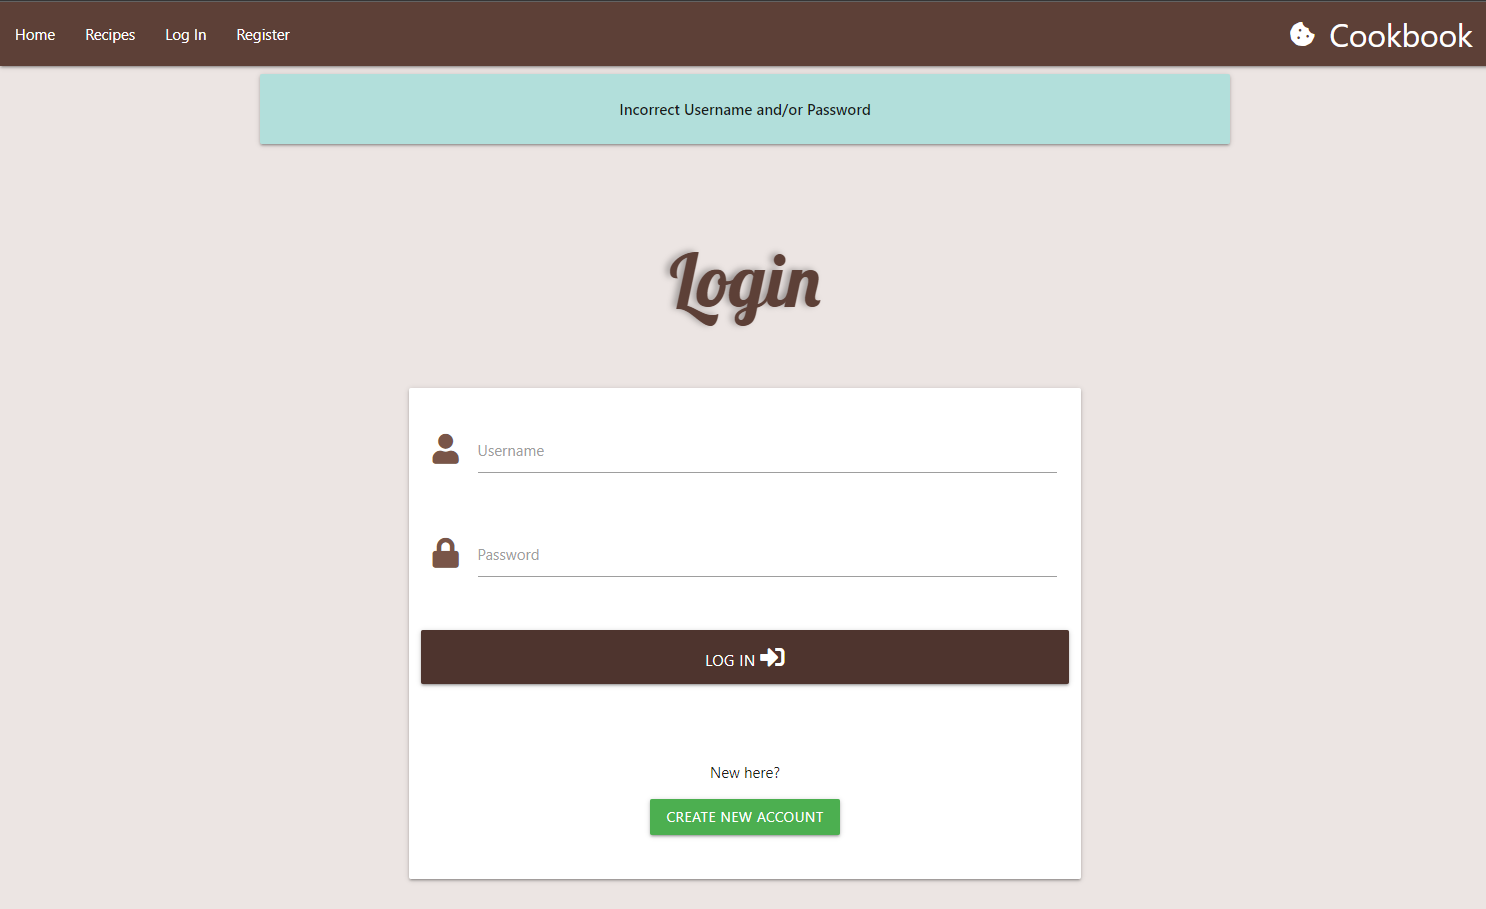 Home Recipes Log In Register Cookbook
Incorrect Username and/or Password
Login
Username
Password
LOG IN
New here?
CREATE NEW ACCOUNT